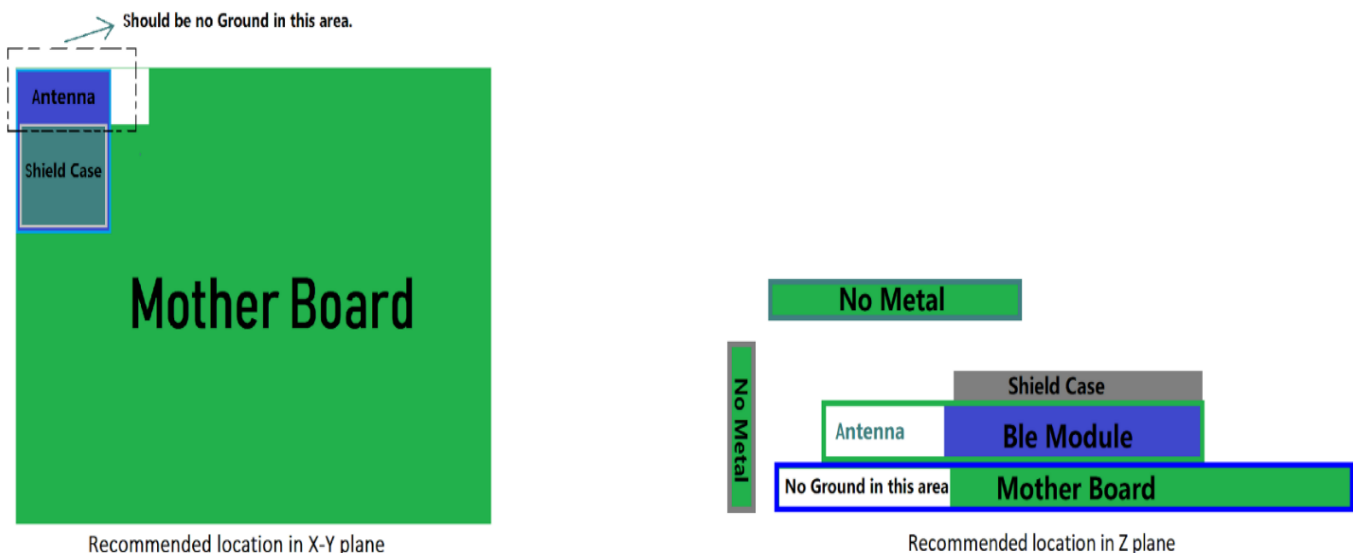 Should be no Ground in this area.
Antenna
Shield Case
Mother Board
Recommended location in X-Y plane
No Metal
No Metal
Shield Case
Antenna
Ble Module
No Ground in this area
Mother Board
Recommended location in Z plane